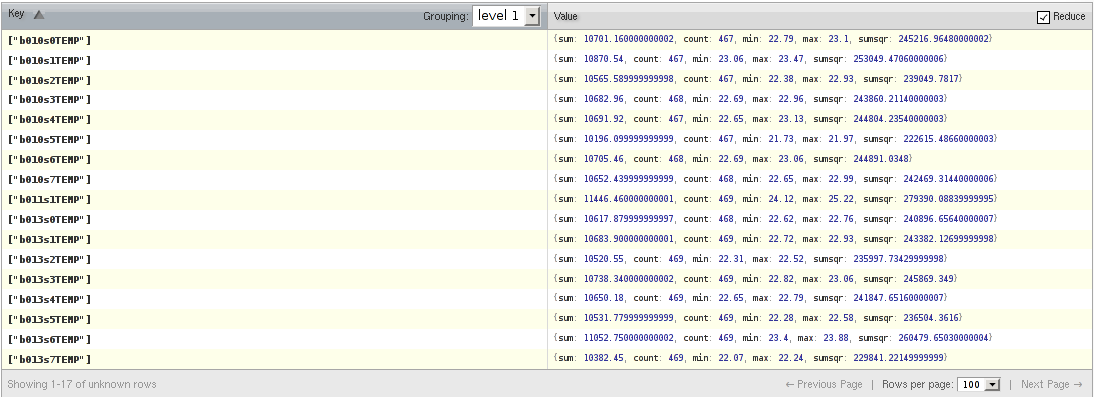 Key Grouping: level 1 Value Reduce
["b010s0TEMP"] {sum: 10701.160000000002, count: 467, min: 22.79, max: 23.1, sumsqr: 245216.96480000002}
["b010s1TEMP"] {sum: 10870.54, count: 467, min: 23.06, max: 23.47, sumsqr: 253049.47060000006}
["b010s2TEMP"] {sum: 10565.589999999998, count: 467, min: 22.38, max: 22.93, sumsqr: 239049.7817}
["b010s3TEMP"] {sum: 10682.96, count: 468, min: 22.69, max: 22.96, sumsqr: 243860.21140000003}
["b010s4TEMP"] {sum: 10691.92, count: 467, min: 22.65, max: 23.13, sumsqr: 244804.23540000003}
["b010s5TEMP"] {sum: 10196.099999999999, count: 467, min: 21.73, max: 21.97, sumsqr: 222615.48660000003}
["b010s6TEMP"] {sum: 10705.46, count: 468, min: 22.69, max: 23.06, sumsqr: 244891.0348}
["b010s7TEMP"] {sum: 10652.439999999999, count: 468, min: 22.65, max: 22.99, sumsqr: 242469.31440000006}
["b011s1TEMP"] {sum: 11446.460000000001, count: 469, min: 24.12, max: 25.22, sumsqr: 279390.08839999995}
["b013s0TEMP"] {sum: 10617.879999999997, count: 468, min: 22.62, max: 22.76, sumsqr: 240896.65640000007}
["b013s1TEMP"] {sum: 10683.900000000001, count: 469, min: 22.72, max: 22.93, sumsqr: 243382.12699999998}
["b013s2TEMP"] {sum: 10520.55, count: 469, min: 22.31, max: 22.52, sumsqr: 235997.73429999998}
["b013s3TEMP"] {sum: 10738.340000000002, count: 469, min: 22.82, max: 23.06, sumsqr: 245869.349}
["b013s4TEMP"] {sum: 10650.18, count: 469, min: 22.65, max: 22.79, sumsqr: 241847.65160000007}
["b013s5TEMP"] {sum: 10531.779999999999, count: 469, min: 22.28, max: 22.58, sumsqr: 236504.3616}
["b013s6TEMP"] {sum: 11052.750000000002, count: 469, min: 23.4, max: 23.88, sumsqr: 260479.65030000004}
["b013s7TEMP"] {sum: 10382.45, count: 469, min: 22.07, max: 22.24, sumsqr: 229841.22149999999}
Showing 1-17 of unknown rows ← Previous Page | Rows per page: 100 | Next Page →